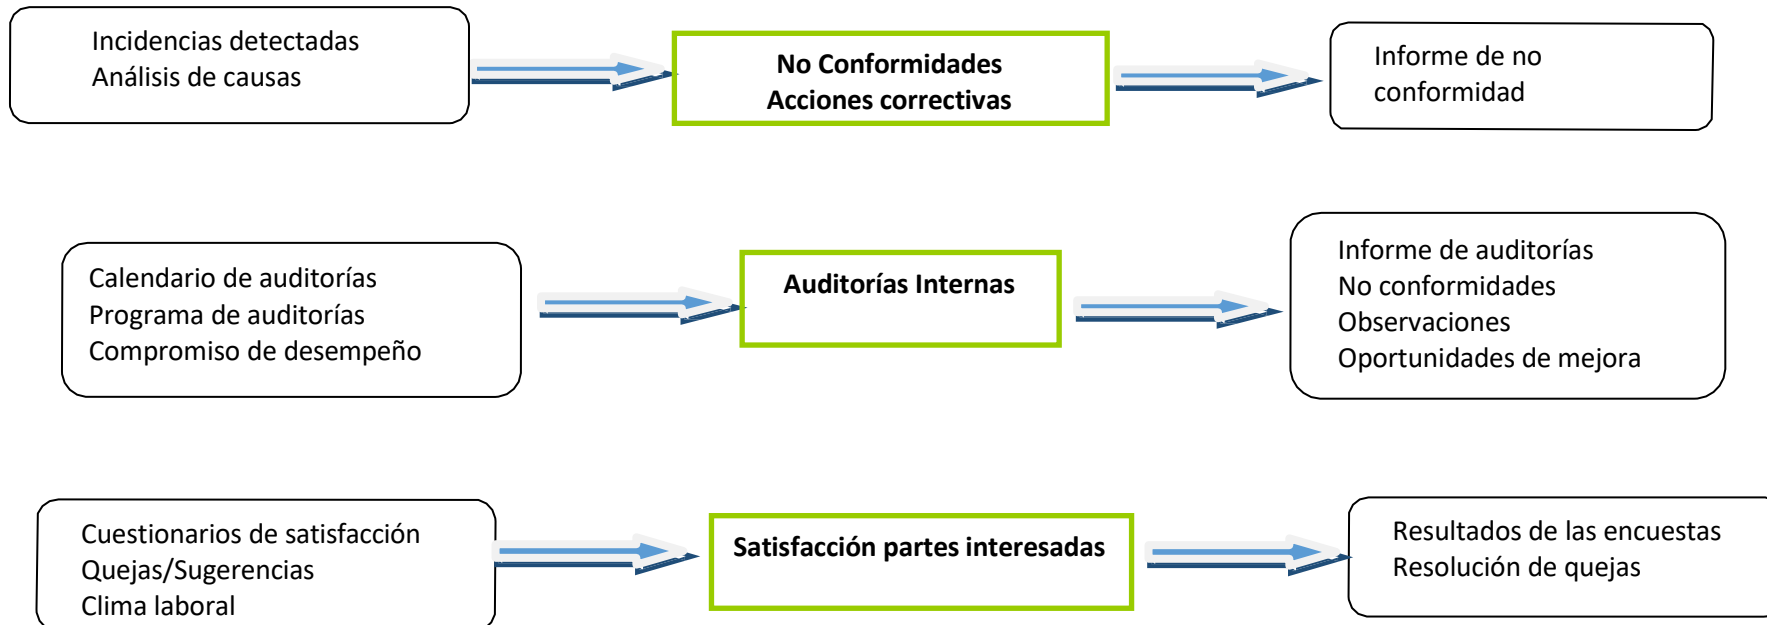 Incidencias detectadas
Análisis de causas
No Conformidades
Acciones correctivas
Informe de no
conformidad
Calendario de auditorías
Programa de auditorías
Compromiso de desempeño
Auditorías Internas
Informe de auditorías
No conformidades
Observaciones
Oportunidades de mejora
Cuestionarios de satisfacción
Quejas/Sugerencias
Clima laboral
Satisfacción partes interesadas
Resultados de las encuestas
Resolución de quejas